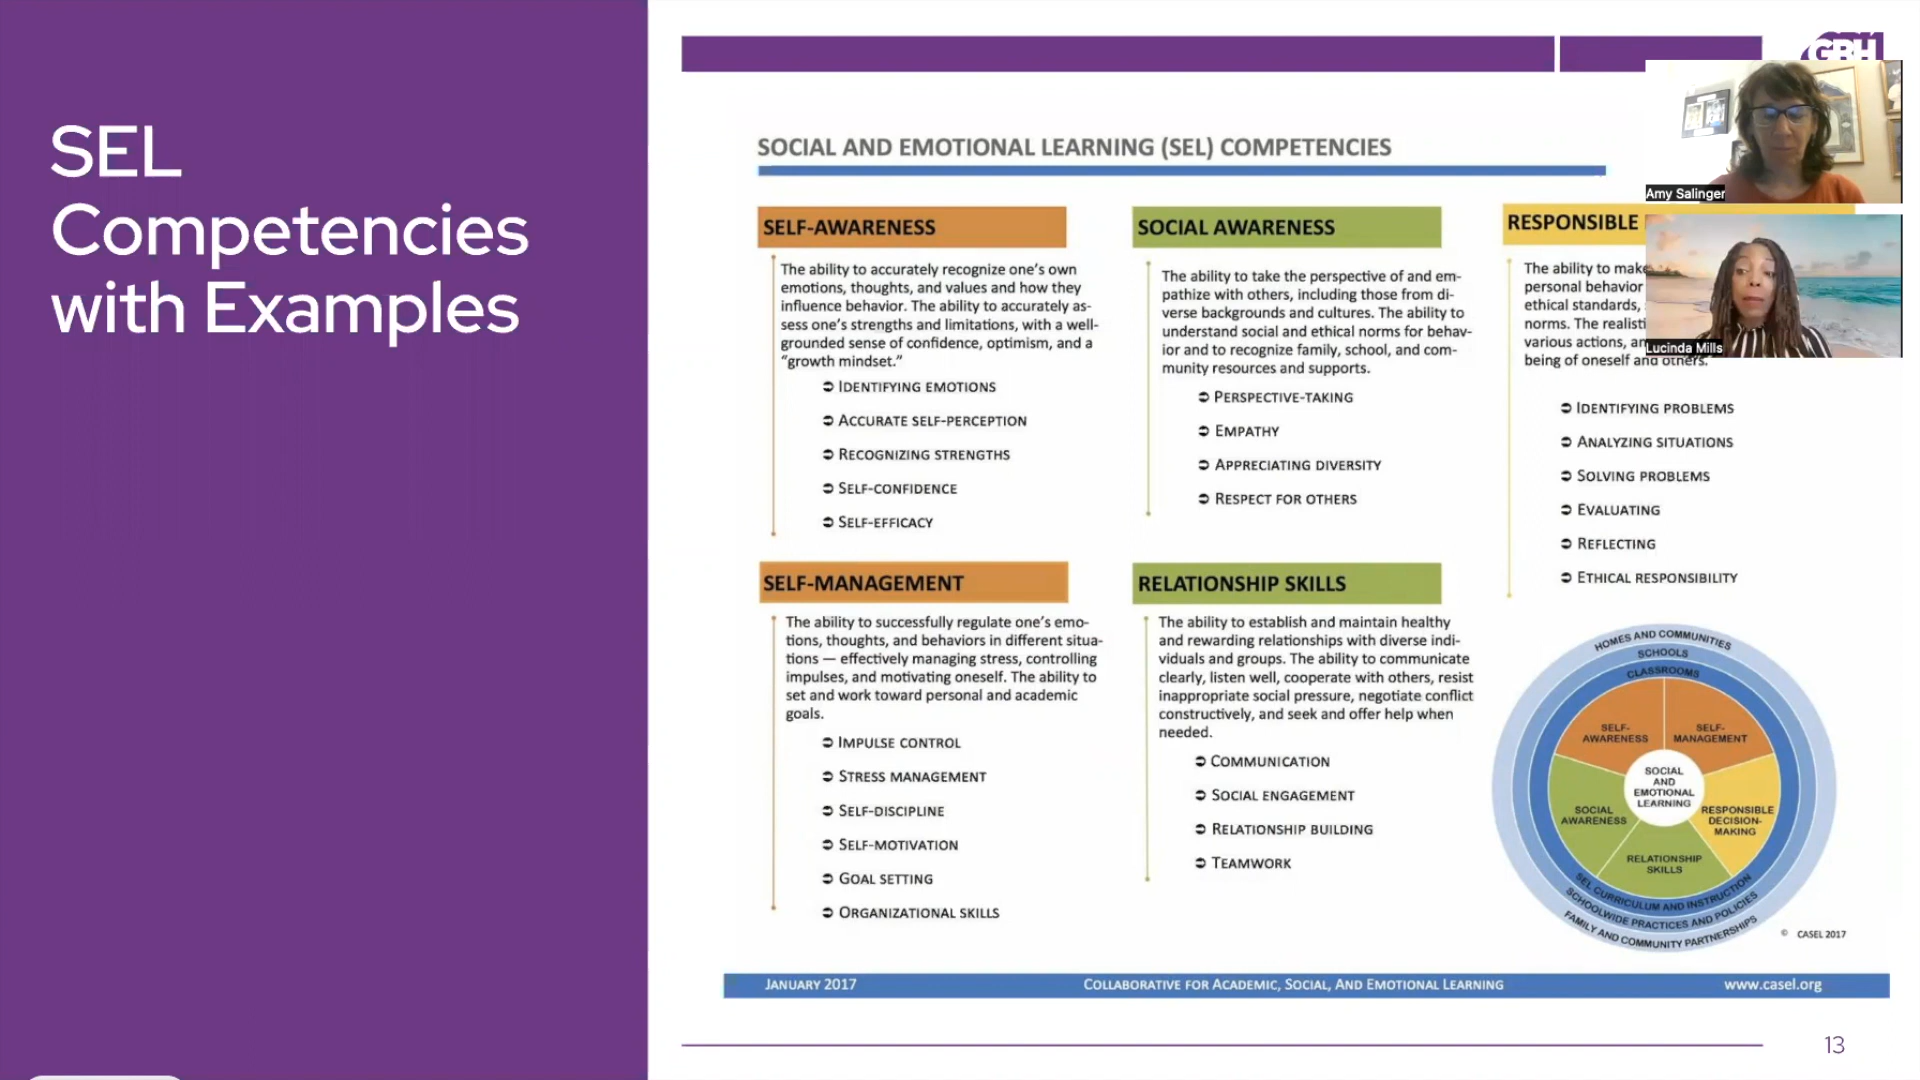 SEL
Competencies
with Examples
GBH
SOCIAL AND EMOTIONAL LEARNING (SEL) COMPETENCIES
SELF-AWARENESS
The ability to accurately recognize one's own
emotions, thoughts, and values and how they
influence behavior. The ability to accurately as-
sess one's strengths and limitations, with a well-
grounded sense of confidence, optimism, and a
"growth mindset."
➲ IDENTIFYING EMOTIONS
➲ ACCURATE SELF-PERCEPTION
➲ RECOGNIZING STRENGTHS
➲ SELF-CONFIDENCE
➲ SELF-EFFICACY
SELF-MANAGEMENT
The ability to successfully regulate one's emo-
tions, thoughts, and behaviors in different situa-
tions — effectively managing stress, controlling
impulses, and motivating oneself. The ability to
set and work toward personal and academic
goals.
➲ IMPULSE CONTROL
➲ STRESS MANAGEMENT
➲ SELF-DISCIPLINE
➲ SELF-MOTIVATION
➲ GOAL SETTING
➲ ORGANIZATIONAL SKILLS
SOCIAL AWARENESS
The ability to take the perspective of and em-
pathize with others, including those from di-
verse backgrounds and cultures. The ability to
understand social and ethical norms for behav-
ior and to recognize family, school, and com-
munity resources and supports.
➲ PERSPECTIVE-TAKING
➲ EMPATHY
➲ APPRECIATING DIVERSITY
➲ RESPECT FOR OTHERS
RELATIONSHIP SKILLS
The ability to establish and maintain healthy
and rewarding relationships with diverse indi-
viduals and groups. The ability to communicate
clearly, listen well, cooperate with others, resist
inappropriate social pressure, negotiate conflict
constructively, and seek and offer help when
needed.
➲ COMMUNICATION
➲ SOCIAL ENGAGEMENT
➲ RELATIONSHIP BUILDING
➲ TEAMWORK
RESPONSIBLE
The ability to make
personal behavior
ethical standards,
norms. The
various actions,
being of oneself and others.
➲ IDENTIFYING PROBLEMS
➲ ANALYZING SITUATIONS
➲ SOLVING PROBLEMS
➲ EVALUATING
➲ REFLECTING
➲ ETHICAL RESPONSIBILITY
Amy Salinger
Lucinda Mills
HOMES AND COMMUNITIES
SCHOOLS
CLASSROOMS
SELF-
AWARENESS
SELF-
MANAGEMENT
SOCIAL
AND
EMOTIONAL
LEARNING
SOCIAL
AWARENESS
RESPONSIBLE
DECISION-
MAKING
RELATIONSHIP
SKILLS
SEL CURRICULUM AND INSTRUCTION
SCHOOLWIDE PRACTICES AND POLICIES
FAMILY AND COMMUNITY PARTNERSHIPS
© CASEL 2017
JANUARY 2017
COLLABORATIVE FOR ACADEMIC, SOCIAL, AND EMOTIONAL LEARNING
www.casel.org
13